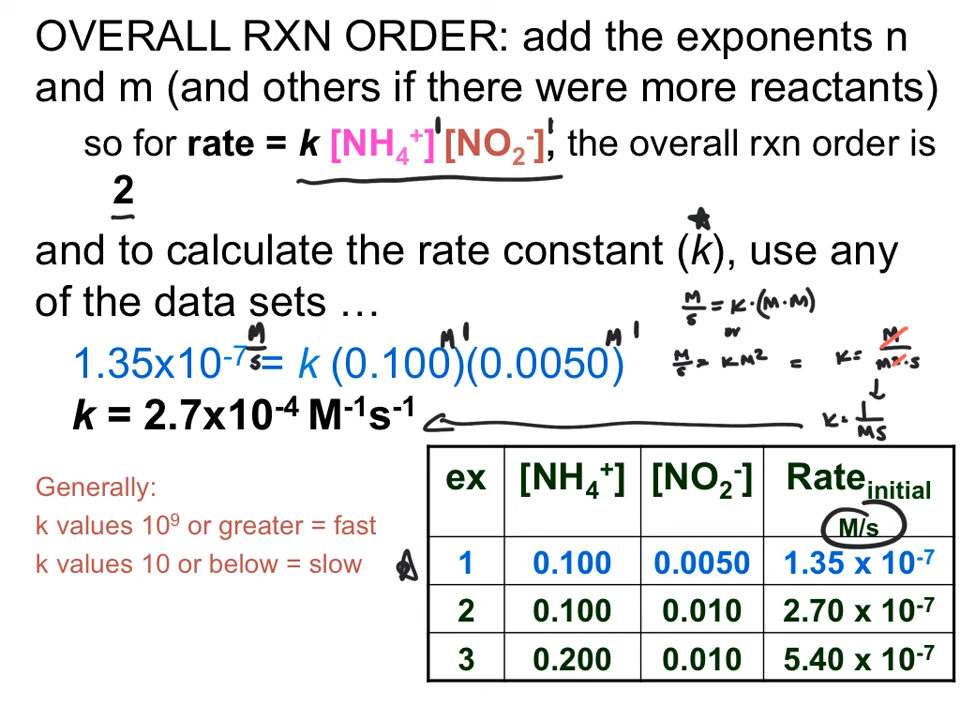 OVERALL RXN ORDER: add the exponents n
and m (and others if there were more reactants)
so for rate = k [NH₄⁺]¹[NO₂⁻]¹, the overall rxn order is
2
and to calculate the rate constant (k), use any
of the data sets …
M/s = k·(M·M)
or
M/s = kM² = k = M/M²·s
k = 1/Ms
1.35x10⁻⁷ M/s = k (0.100)M¹(0.0050)M¹
k = 2.7x10⁻⁴ M⁻¹s⁻¹
Generally:
k values 10⁹ or greater = fast
k values 10 or below = slow
ex [NH₄⁺] [NO₂⁻] Rate initial
M/s
1 0.100 0.0050 1.35 x 10⁻⁷
2 0.100 0.010 2.70 x 10⁻⁷
3 0.200 0.010 5.40 x 10⁻⁷